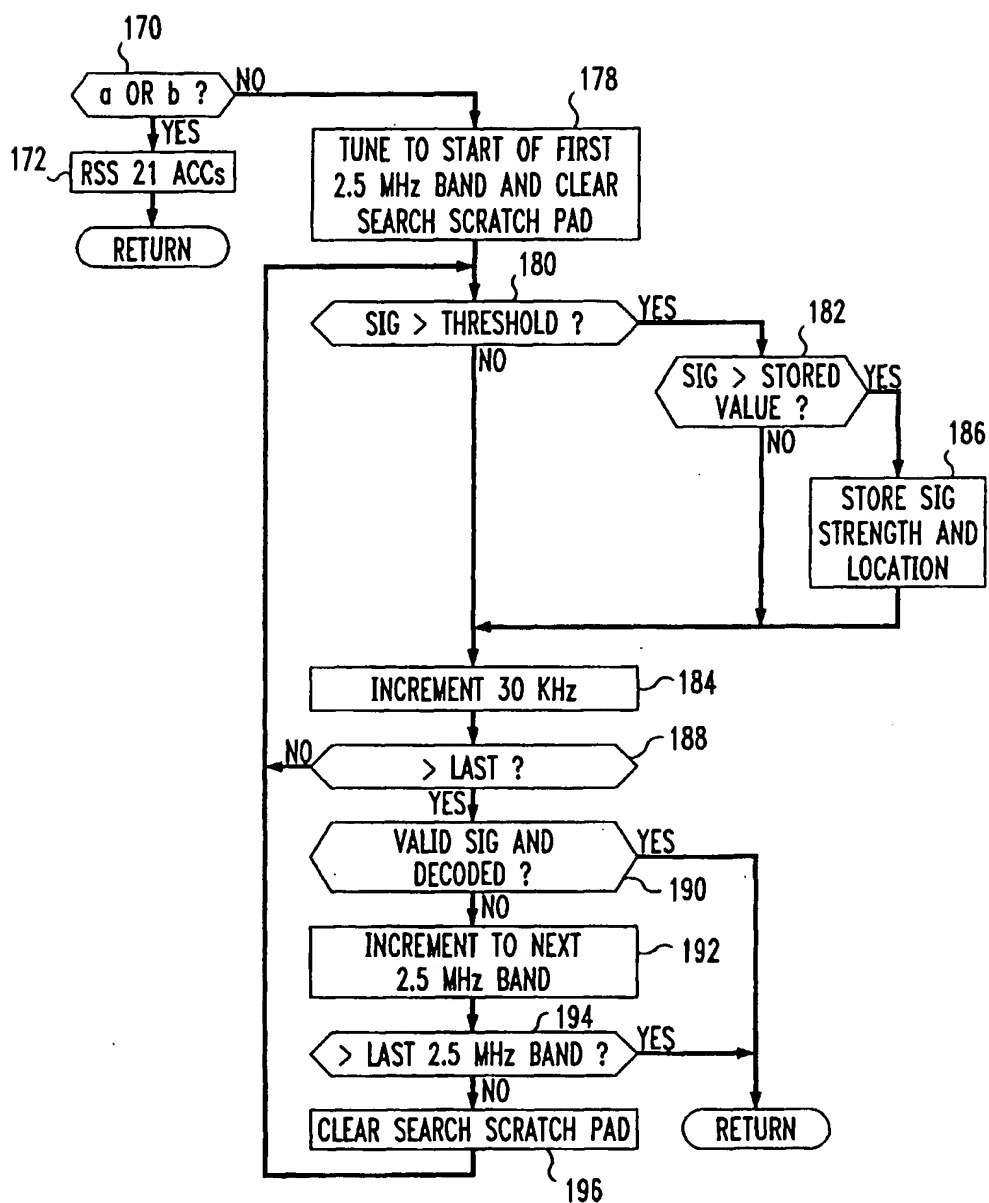 170
a OR b ?
NO
YES
172
RSS 21 ACCs
RETURN
178
TUNE TO START OF FIRST
2.5 MHz BAND AND CLEAR
SEARCH SCRATCH PAD
180
SIG > THRESHOLD ?
YES
NO
182
SIG > STORED
VALUE ?
YES
NO
186
STORE SIG
STRENGTH AND
LOCATION
INCREMENT 30 KHz
184
188
NO
> LAST ?
YES
VALID SIG AND
DECODED ?
YES
190
NO
INCREMENT TO NEXT
2.5 MHz BAND
192
194
> LAST 2.5 MHz BAND ?
YES
NO
CLEAR SEARCH SCRATCH PAD
RETURN
196